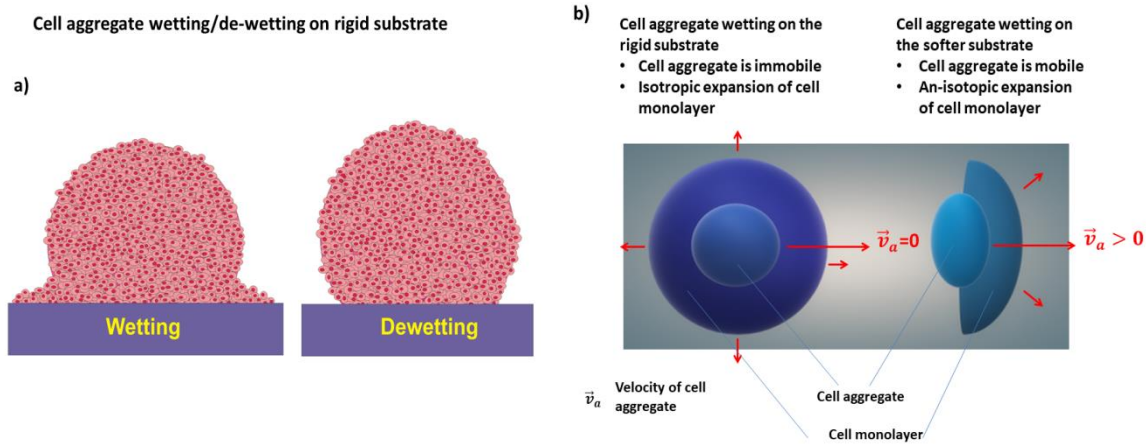 Cell aggregate wetting/de-wetting on rigid substrate
a)
Wetting
Dewetting
b)
Cell aggregate wetting on the
rigid substrate
• Cell aggregate is immobile
• Isotropic expansion of cell
monolayer
Cell aggregate wetting on
the softer substrate
• Cell aggregate is mobile
• An-isotopic expansion
of cell monolayer
v⃗ₐ=0
v⃗ₐ > 0
v⃗ₐ Velocity of cell
aggregate
Cell aggregate
Cell monolayer